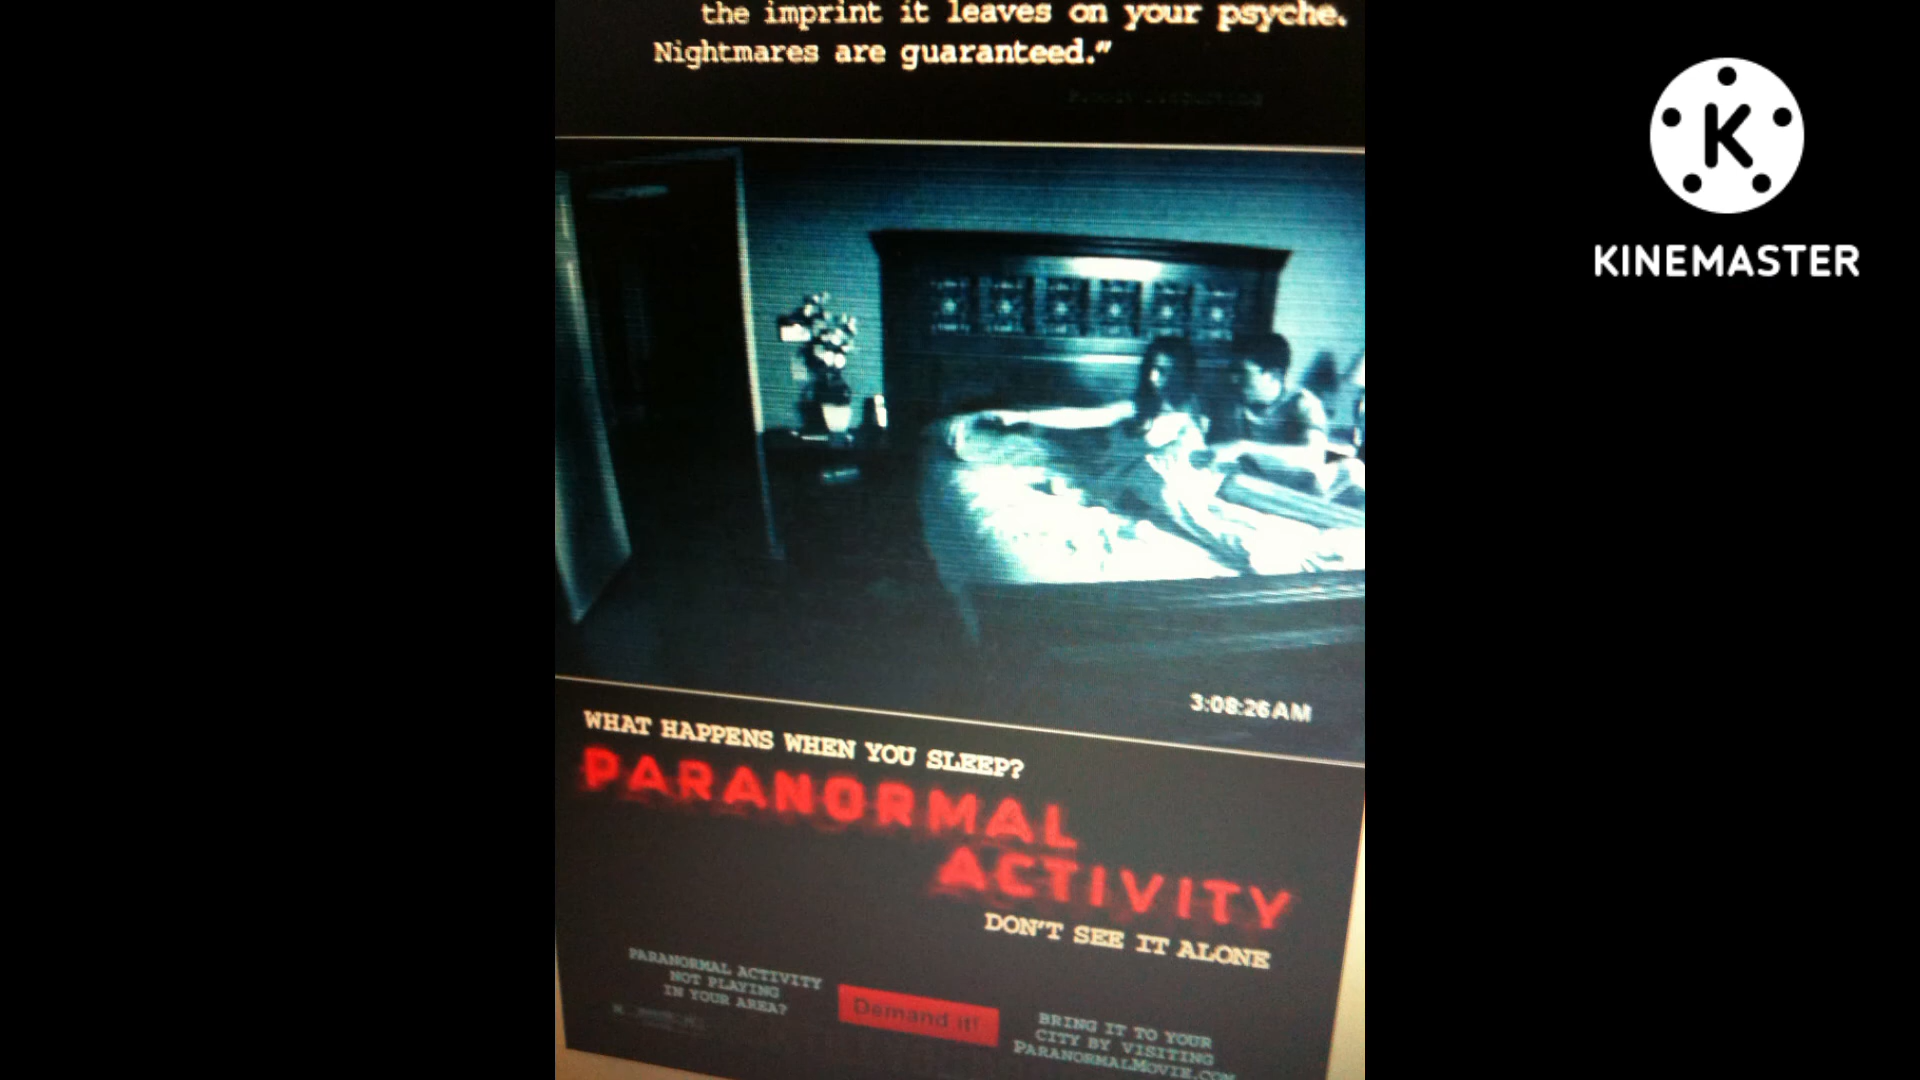 the imprint it leaves on your psyche.
Nightmares are guaranteed.”
K
KINEMASTER
3:08:26AM
WHAT HAPPENS WHEN YOU SLEEP?
PARANORMAL
ACTIVITY
DON'T SEE IT ALONE
PARANORMAL ACTIVITY
NOT PLAYING
IN YOUR AREA?
Demand it!
BRING IT TO YOUR
CITY BY VISITING
PARANORMALMOVIE.COM